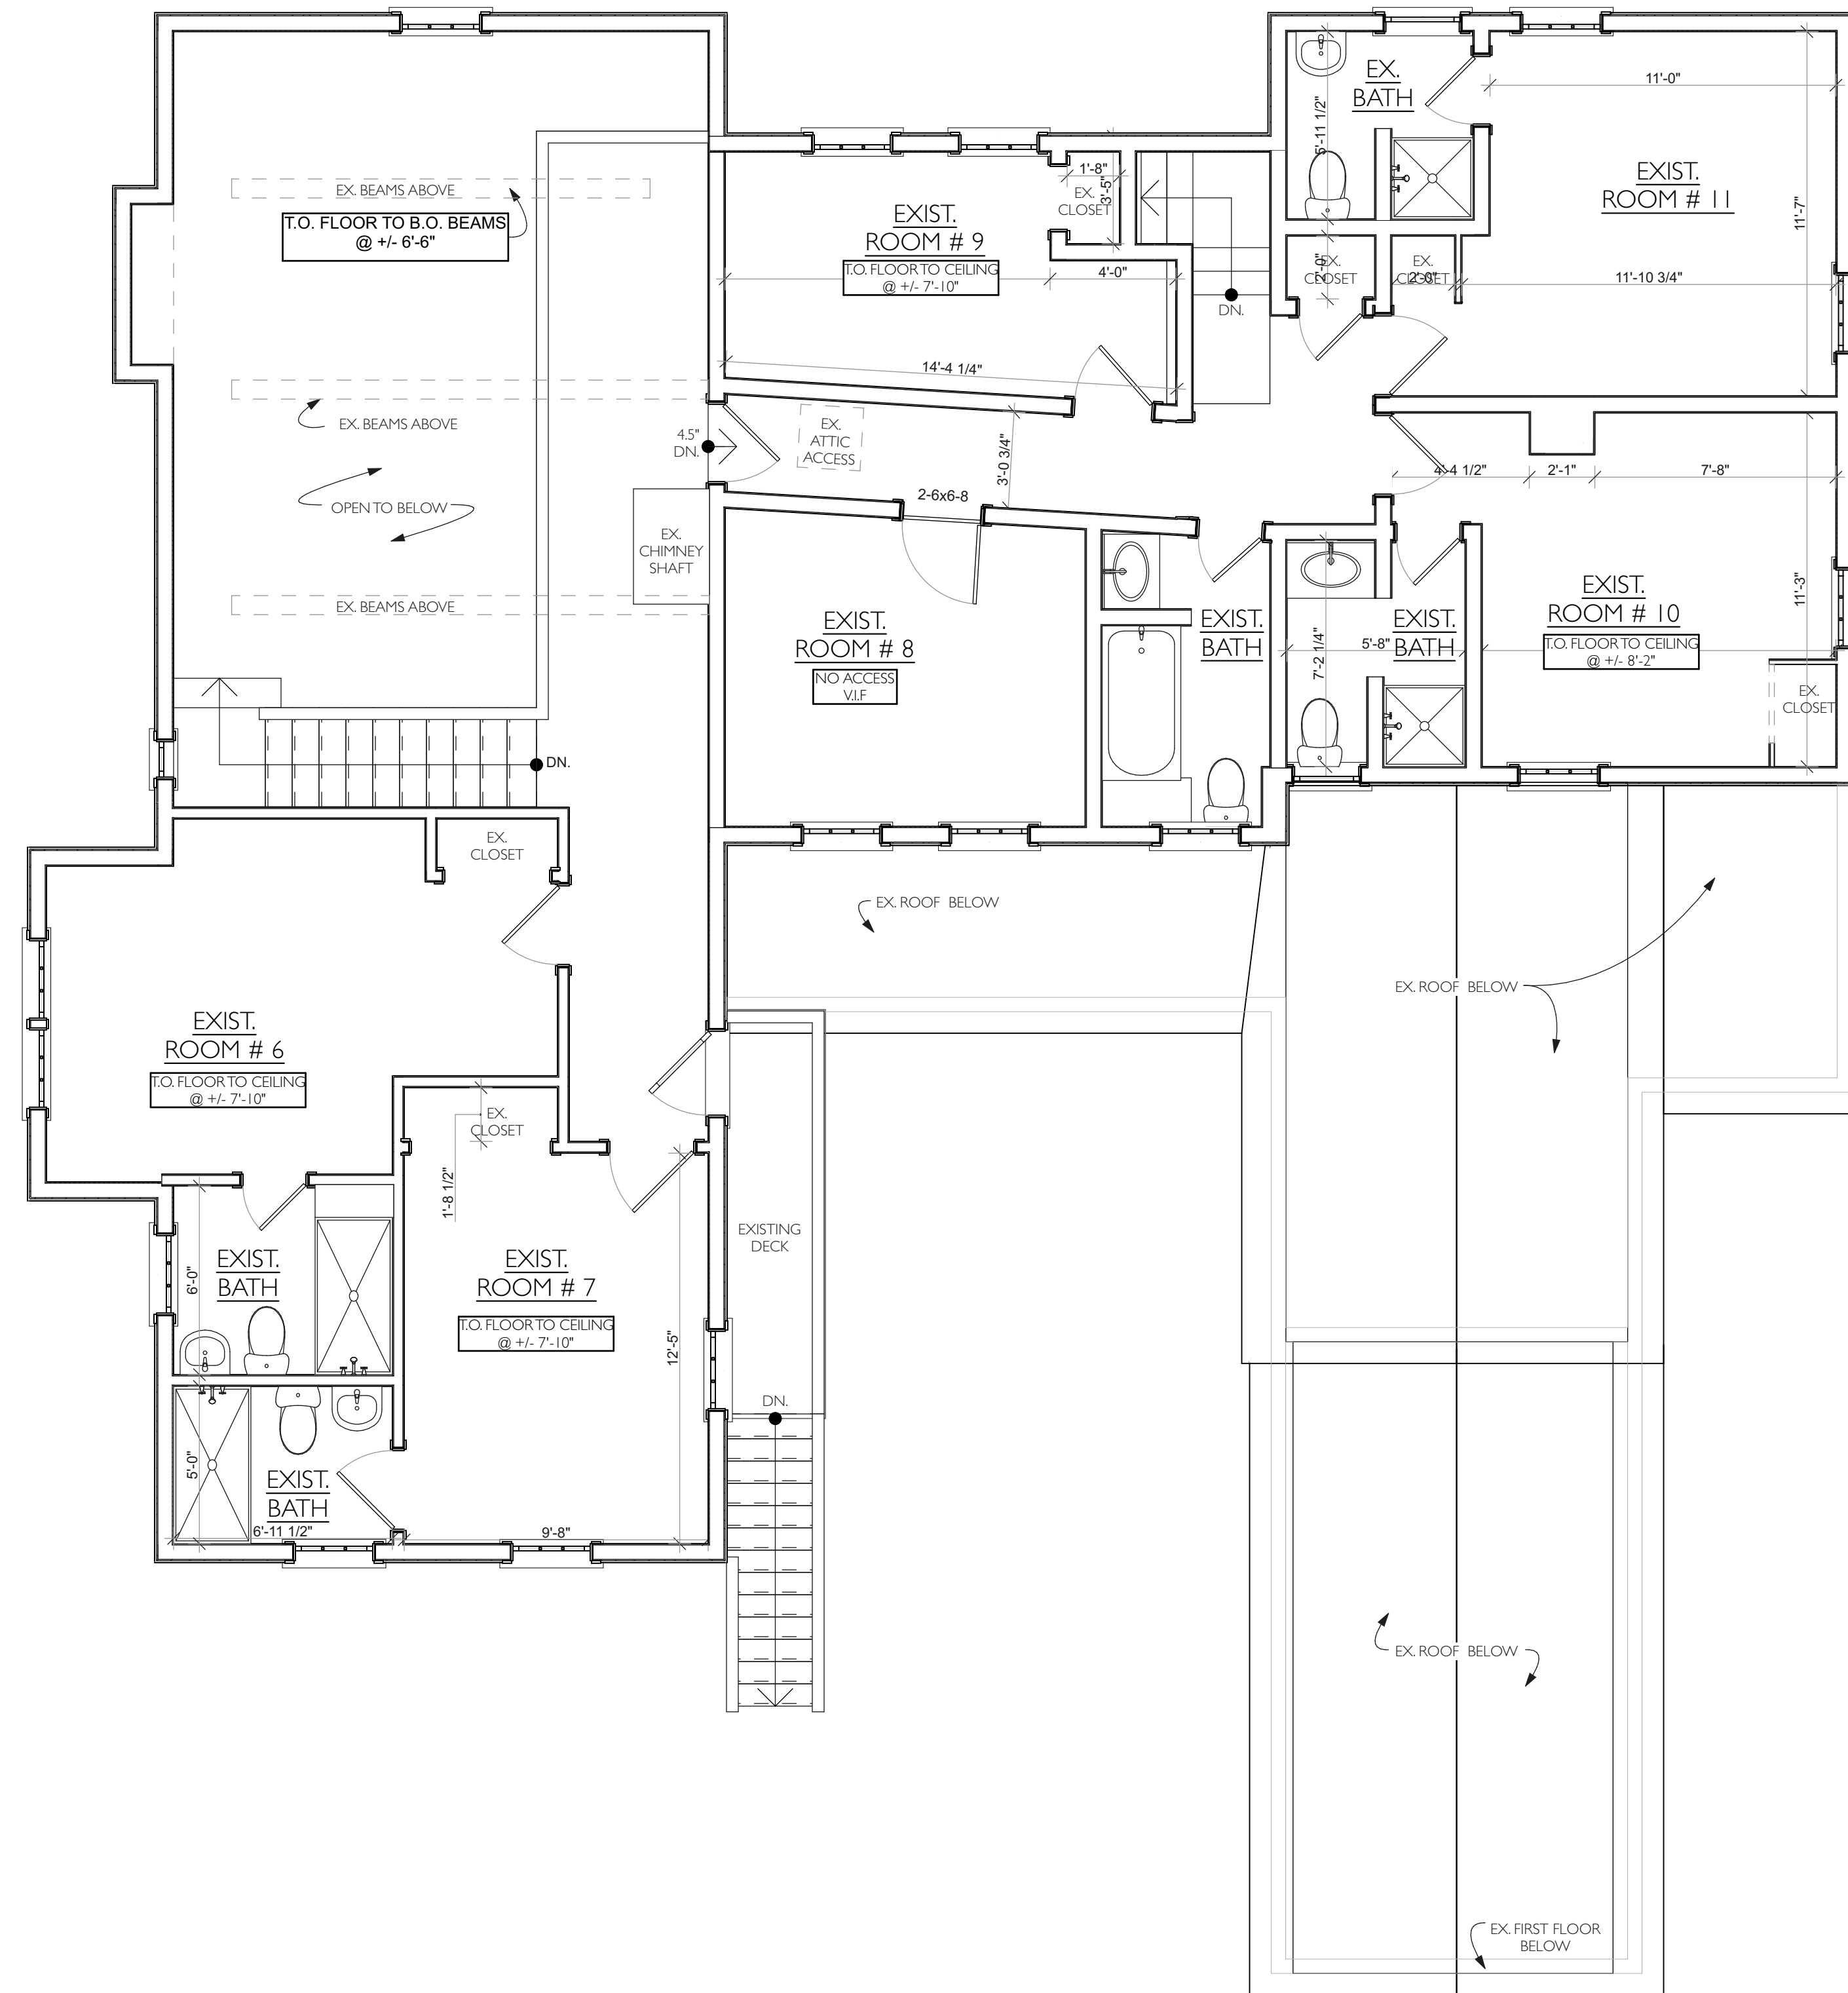 EX.
BATH
5'-11 1/2"
11'-0"
EX. BEAMS ABOVE
T.O. FLOOR TO B.O. BEAMS
@ +/- 6'-6"
EXIST.
ROOM # 9
T.O. FLOOR TO CEILING
@ +/- 7'-10"
1'-8"
EX.
CLOSET
3'-5"
4'-0"
14'-4 1/4"
DN.
EX.
CLOSET
2'-0"
EX.
CLOSET
2'-0"
EXIST.
ROOM # 11
11'-7"
11'-10 3/4"
EX. BEAMS ABOVE
OPEN TO BELOW
EX. BEAMS ABOVE
4.5"
DN.
EX.
ATTIC
ACCESS
3'-0 3/4"
2-6x6-8
EX.
CHIMNEY
SHAFT
4'-4 1/2"
2'-1"
7'-8"
EXIST.
ROOM # 8
NO ACCESS
V.I.F
EXIST.
BATH
7'-2 1/4"
5'-8"
EXIST.
BATH
EXIST.
ROOM # 10
T.O. FLOOR TO CEILING
@ +/- 8'-2"
11'-3"
EX.
CLOSET
DN.
EX.
CLOSET
EX. ROOF BELOW
EX. ROOF BELOW
EXIST.
ROOM # 6
T.O. FLOOR TO CEILING
@ +/- 7'-10"
EX.
CLOSET
1'-8 1/2"
EXIST.
BATH
6'-0"
EXIST.
ROOM # 7
T.O. FLOOR TO CEILING
@ +/- 7'-10"
12'-5"
EXISTING
DECK
DN.
5'-0"
EXIST.
BATH
6'-11 1/2"
9'-8"
EX. ROOF BELOW
EX. FIRST FLOOR
BELOW